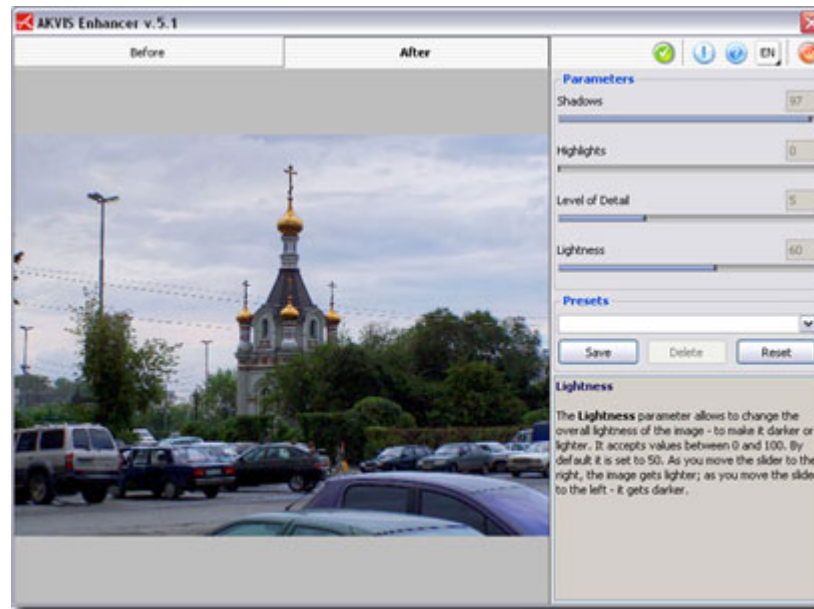 AKVIS Enhancer v.5.1
Before
After
EN
Parameters
Shadows
97
Highlights
0
Level of Detail
5
Lightness
60
Presets
Save
Delete
Reset
Lightness
The Lightness parameter allows to change the
overall lightness of the image - to make it darker or
lighter. It accepts values between 0 and 100. By
default it is set to 50. As you move the slider to the
right, the image gets lighter; as you move the slide
to the left - it gets darker.